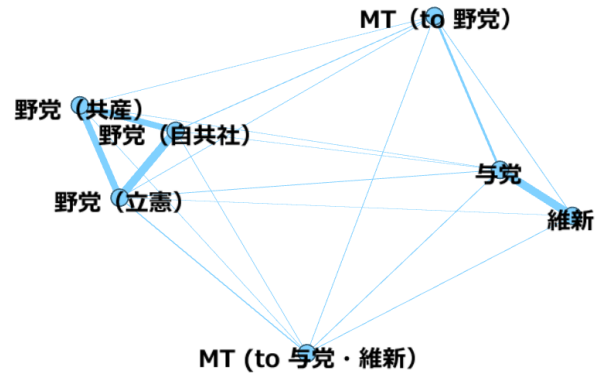 MT（to 野党）
野党（共産）
野党（自共社）
与党
野党（立憲）
維新
MT (to 与党・維新）